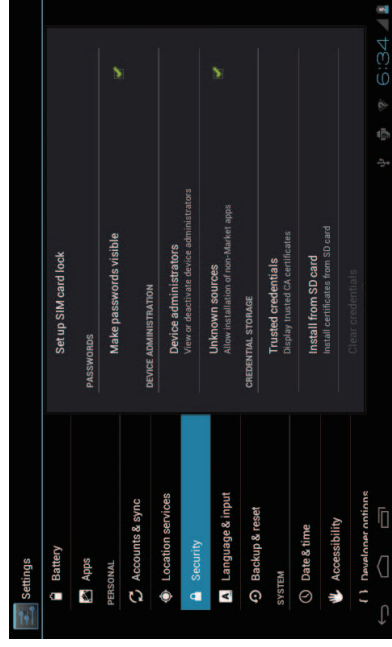 Settings
Battery
Apps
PERSONAL
Accounts & sync
Location services
Security
Language & input
Backup & reset
SYSTEM
Date & time
Accessibility
Developer options
Set up SIM card lock
PASSWORDS
Make passwords visible
DEVICE ADMINISTRATION
Device administrators
View or deactivate device administrators
Unknown sources
Allow installation of non-Market apps
CREDENTIAL STORAGE
Trusted credentials
Display trusted CA certificates
Install from SD card
Install certificates from SD card
Clear credentials
6:34